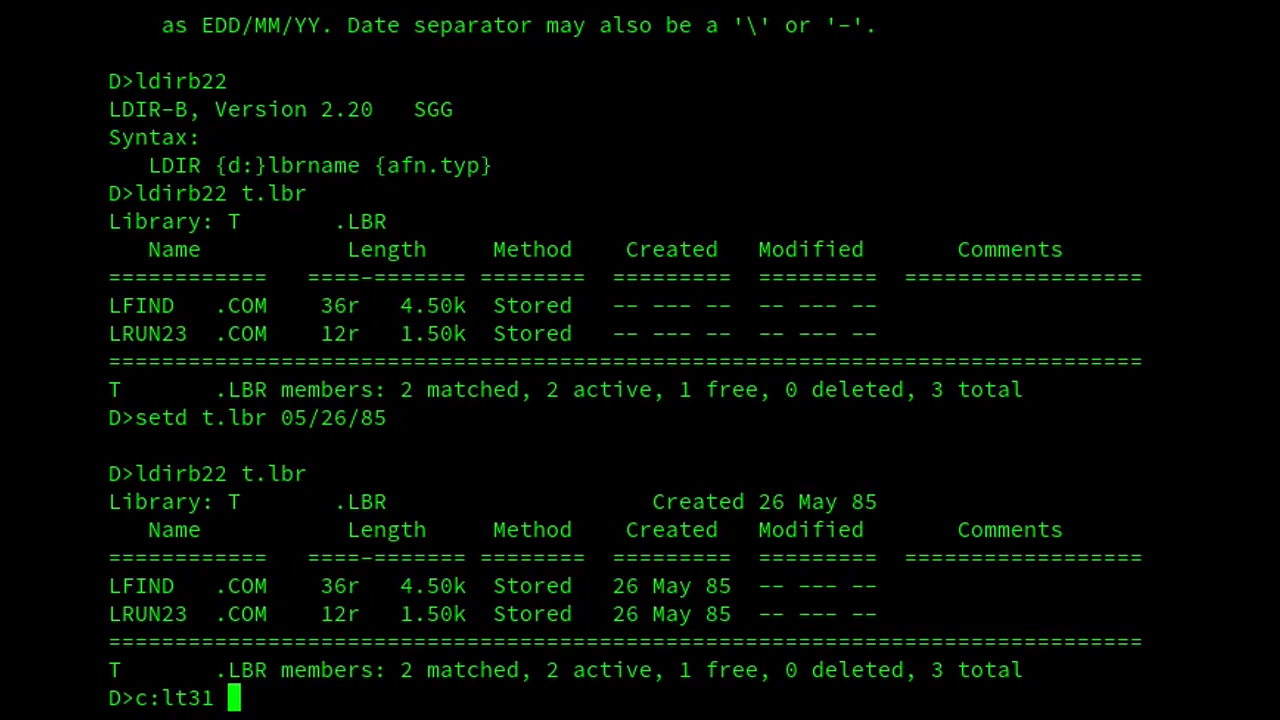 as EDD/MM/YY. Date separator may also be a '\' or '-'.
D>ldirb22
LDIR-B, Version 2.20   SGG
Syntax:
   LDIR {d:}lbrname {afn.typ}
D>ldirb22 t.lbr
Library: T       .LBR
   Name           Length     Method    Created   Modified       Comments
============   ====-======= ========  =========  =========  ==================
LFIND   .COM    36r   4.50k  Stored   -- --- --  -- --- --
LRUN23  .COM    12r   1.50k  Stored   -- --- --  -- --- --
==============================================================================
T       .LBR members: 2 matched, 2 active, 1 free, 0 deleted, 3 total
D>setd t.lbr 05/26/85
D>ldirb22 t.lbr
Library: T       .LBR                    Created 26 May 85
   Name           Length     Method    Created   Modified       Comments
============   ====-======= ========  =========  =========  ==================
LFIND   .COM    36r   4.50k  Stored   26 May 85  -- --- --
LRUN23  .COM    12r   1.50k  Stored   26 May 85  -- --- --
==============================================================================
T       .LBR members: 2 matched, 2 active, 1 free, 0 deleted, 3 total
D>c:lt31